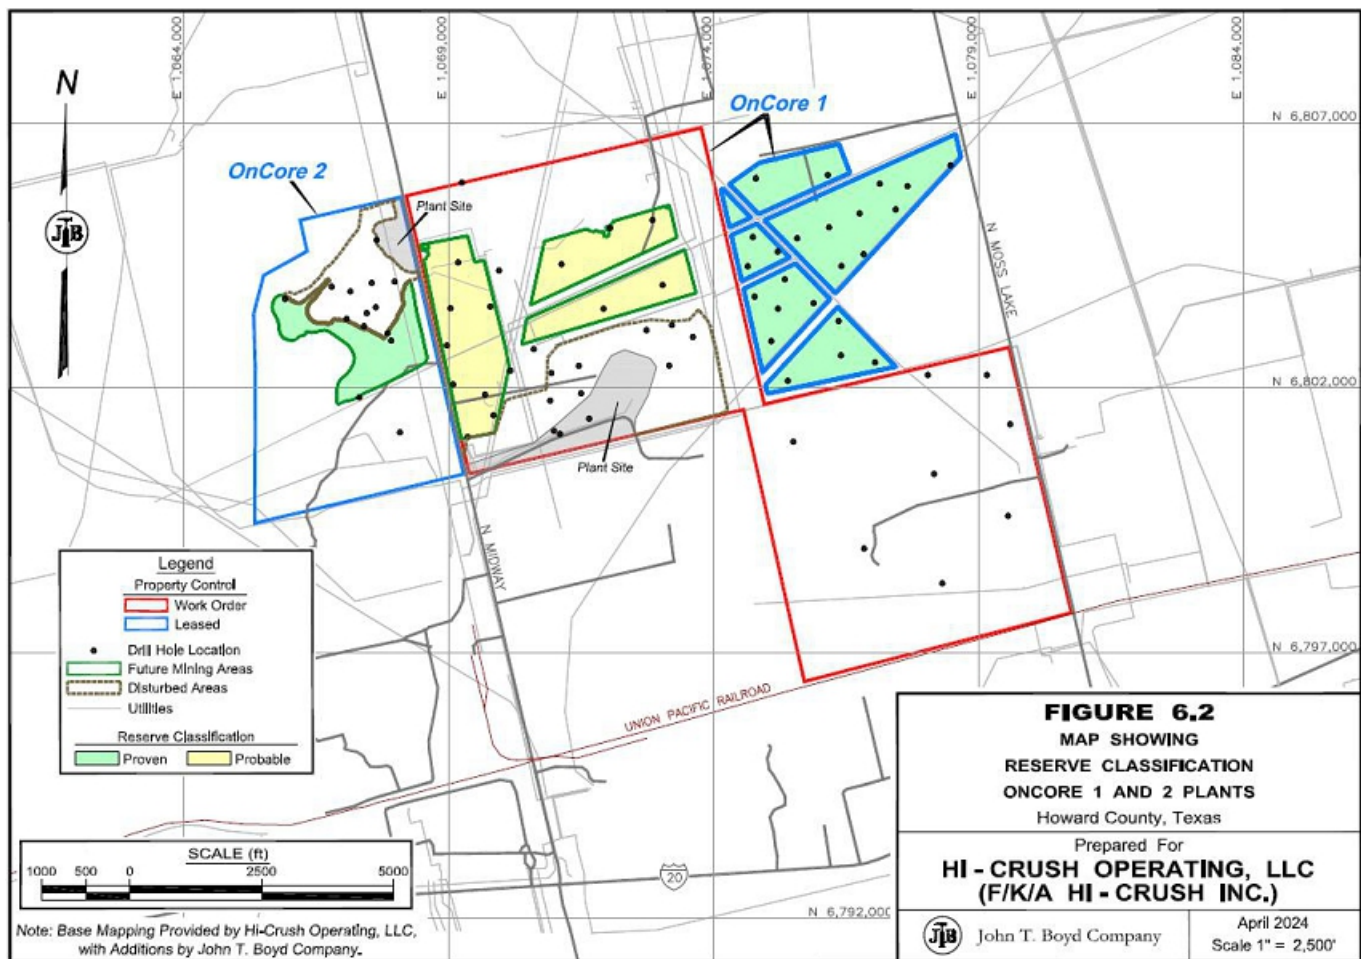 E 1,064,000
E 1,069,000
E 1,074,000
E 1,079,000
E 1,084,000
N
JTB
OnCore 1
N 6,807,000
OnCore 2
Plant Site
N MOSS LAKE
N 6,802,000
Plant Site
N MIDWAY
Legend
Property Control
Work Order
Leased
Drill Hole Location
Future Mining Areas
Disturbed Areas
Utilities
Reserve Classification
Proven Probable
N 6,797,000
UNION PACIFIC RAILROAD
SCALE (ft)
1000 500 0 2500 5000
20
N 6,792,000
Note: Base Mapping Provided by Hi-Crush Operating, LLC,
with Additions by John T. Boyd Company.
FIGURE 6.2
MAP SHOWING
RESERVE CLASSIFICATION
ONCORE 1 AND 2 PLANTS
Howard County, Texas
Prepared For
HI - CRUSH OPERATING, LLC
(F/K/A HI - CRUSH INC.)
JTB John T. Boyd Company
April 2024
Scale 1" = 2,500'